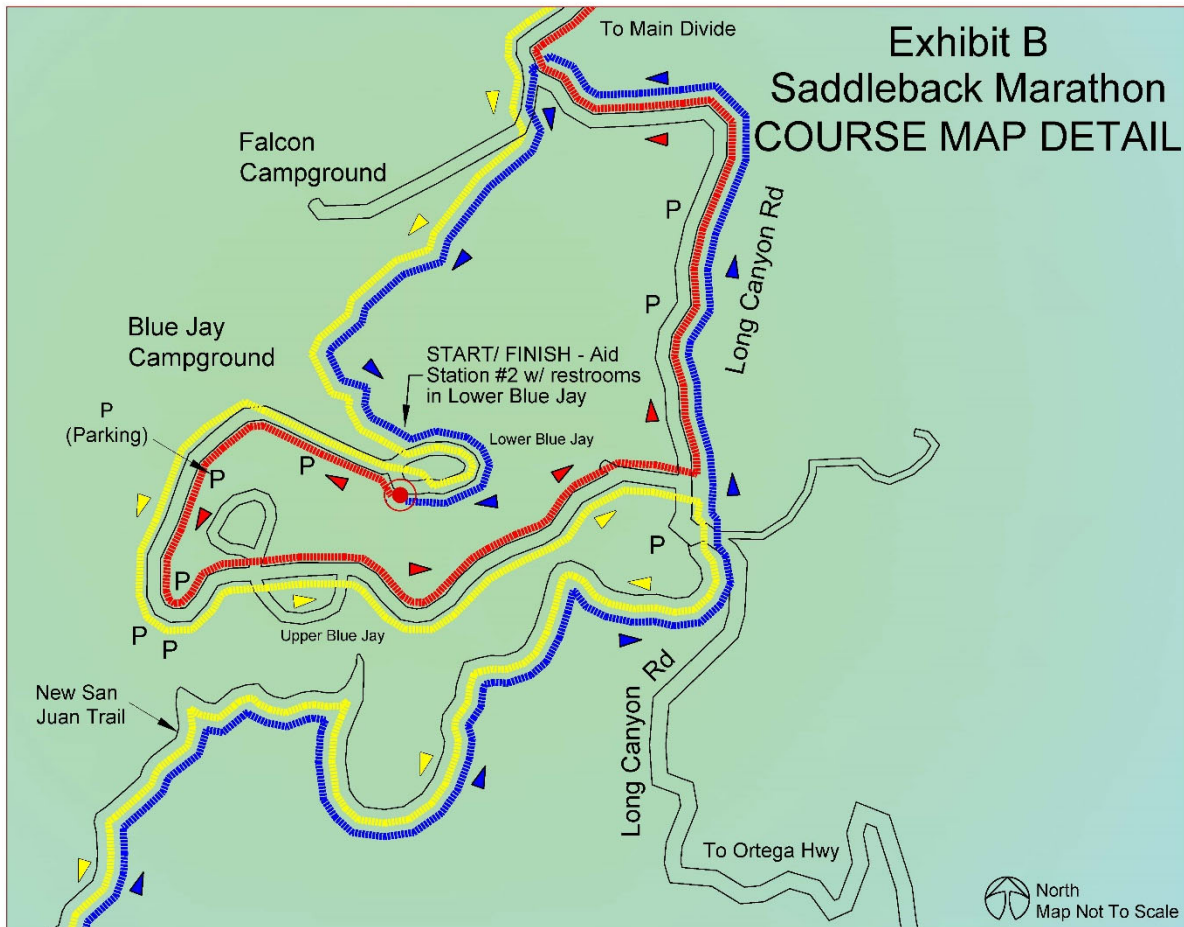 To Main Divide
Exhibit B
Saddleback Marathon
COURSE MAP DETAIL
Falcon
Campground
P
P
Long Canyon Rd
Blue Jay
Campground
START/ FINISH - Aid
Station #2 w/ restrooms
in Lower Blue Jay
P
(Parking)
Lower Blue Jay
P
P
P
P
P
P
Upper Blue Jay
New San
Juan Trail
Long Canyon Rd
To Ortega Hwy
North
Map Not To Scale